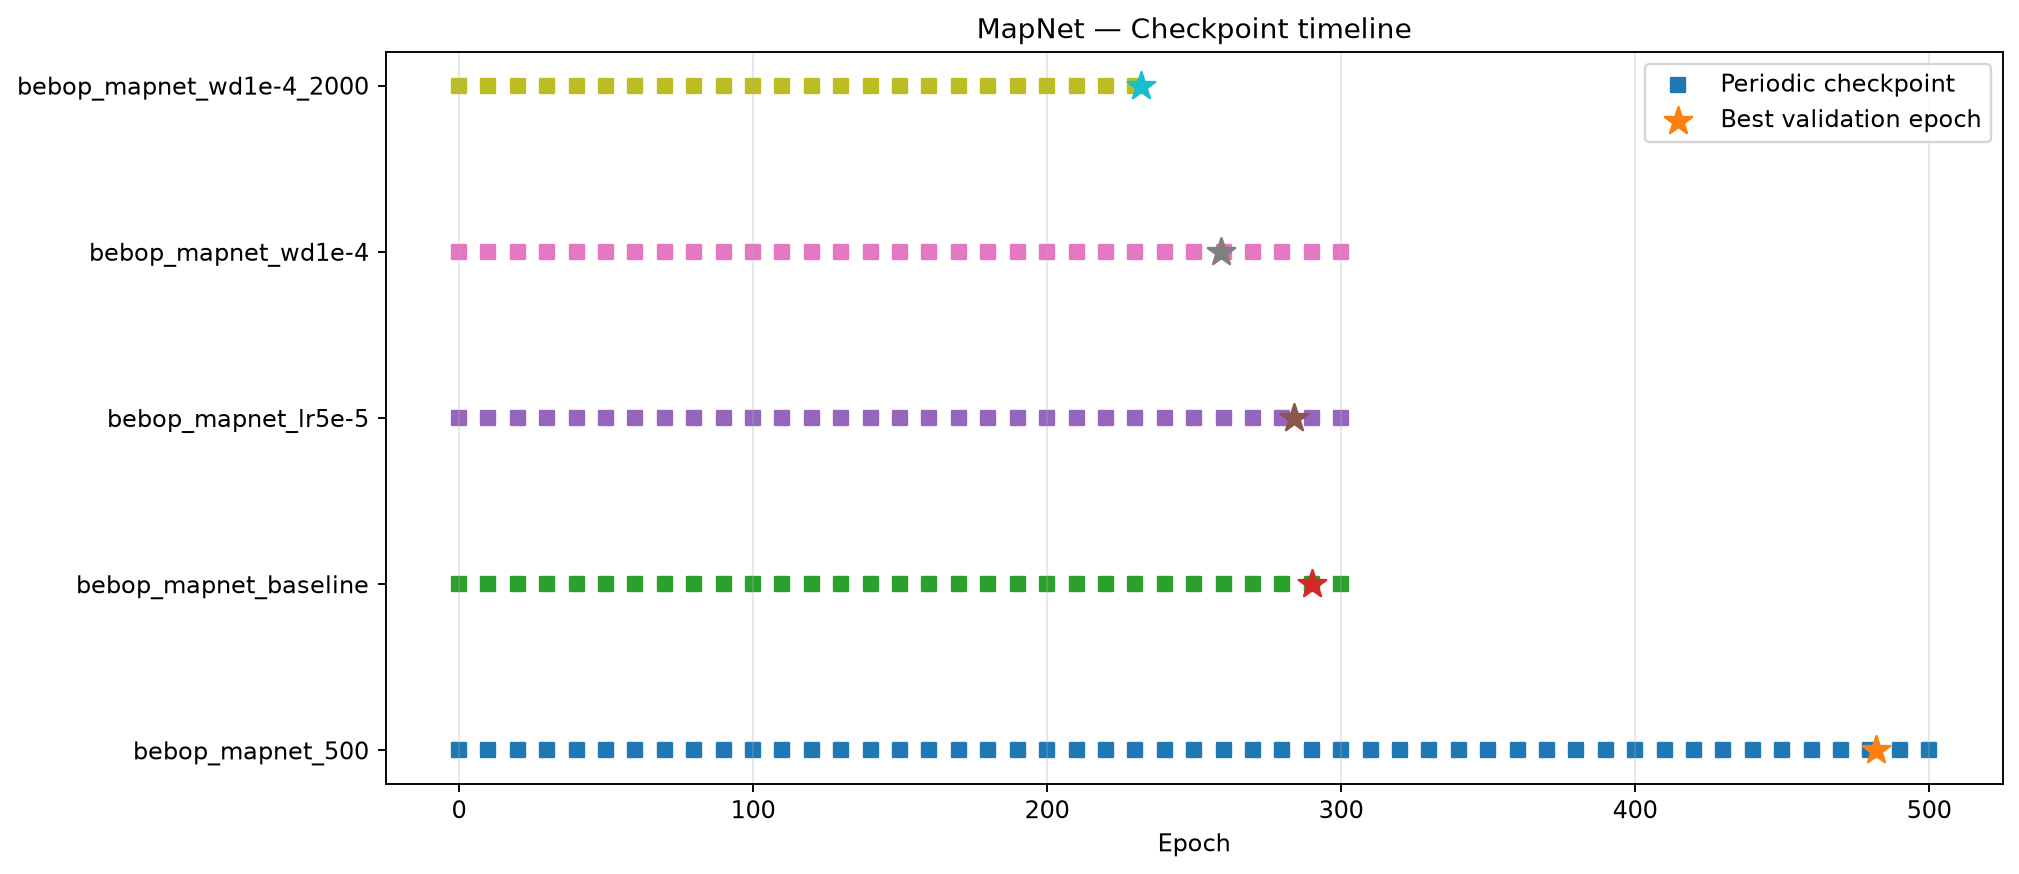 MapNet — Checkpoint timeline
bebop_mapnet_wd1e-4_2000
bebop_mapnet_wd1e-4
bebop_mapnet_lr5e-5
bebop_mapnet_baseline
bebop_mapnet_500
Periodic checkpoint
Best validation epoch
0 100 200 300 400 500
Epoch